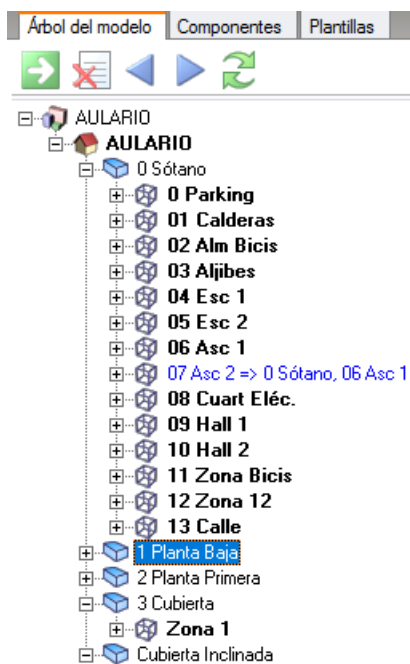 Árbol del modelo Componentes Plantillas
AULARIO
AULARIO
0 Sótano
0 Parking
01 Calderas
02 Alm Bicis
03 Aljibes
04 Esc 1
05 Esc 2
06 Asc 1
07 Asc 2 => 0 Sótano, 06 Asc 1
08 Cuart Eléc.
09 Hall 1
10 Hall 2
11 Zona Bicis
12 Zona 12
13 Calle
1 Planta Baja
2 Planta Primera
3 Cubierta
Zona 1
Cubierta Inclinada